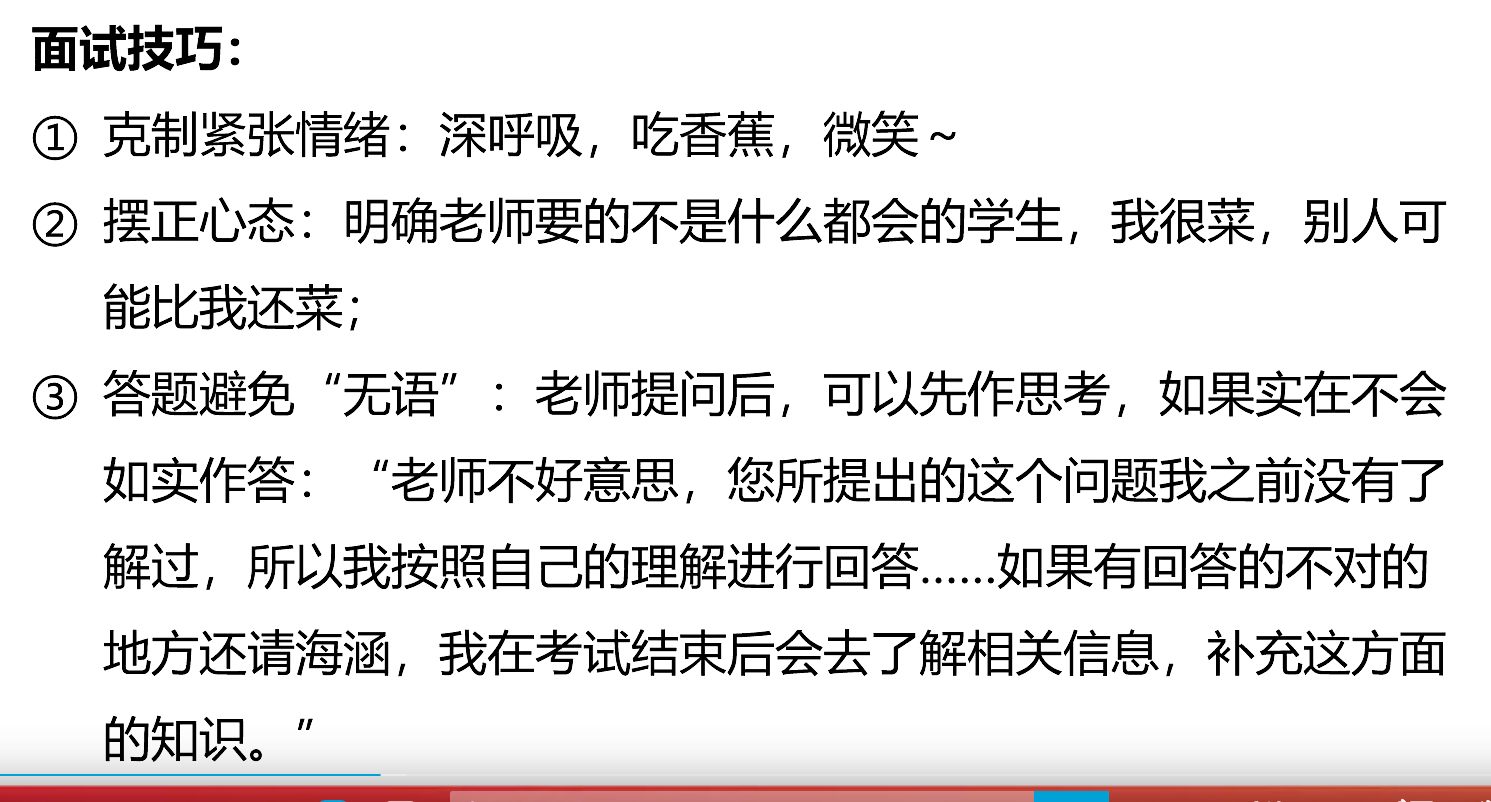 面试技巧：
① 克制紧张情绪：深呼吸，吃香蕉，微笑～
② 摆正心态：明确老师要的不是什么都会的学生，我很菜，别人可
能比我还菜；
③ 答题避免“无语”：老师提问后，可以先作思考，如果实在不会
如实作答：“老师不好意思，您所提出的这个问题我之前没有了
解过，所以我按照自己的理解进行回答......如果有回答的不对的
地方还请海涵，我在考试结束后会去了解相关信息，补充这方面
的知识。”